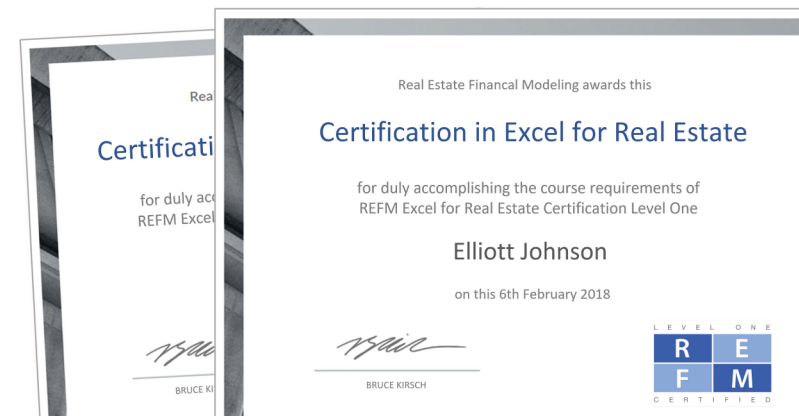 Rea
Certificati
for duly acc
REFM Excel
BRUCE KI
Real Estate Financal Modeling awards this
Certification in Excel for Real Estate
for duly accomplishing the course requirements of
REFM Excel for Real Estate Certification Level One
Elliott Johnson
on this 6th February 2018
BRUCE KIRSCH
LEVEL ONE
R E
F M
CERTIFIED